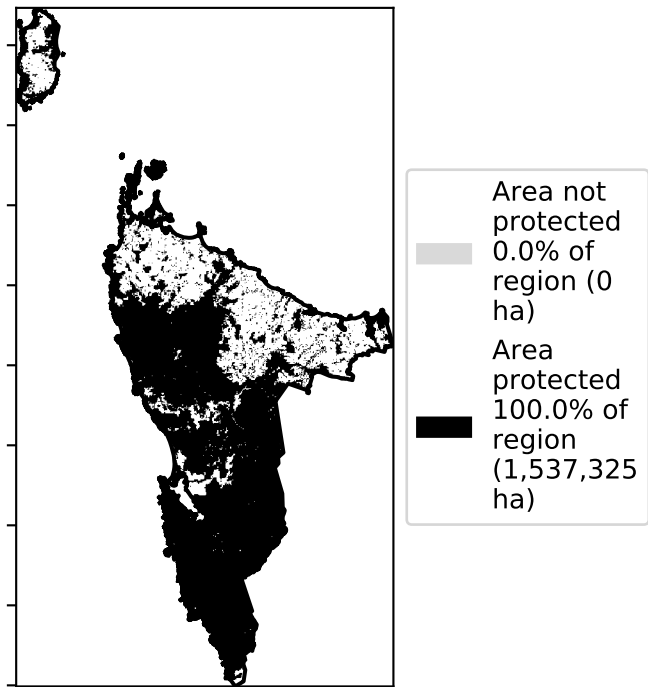 Area not
protected
0.0% of
region (0
ha)
Area
protected
100.0% of
region
(1,537,325
ha)